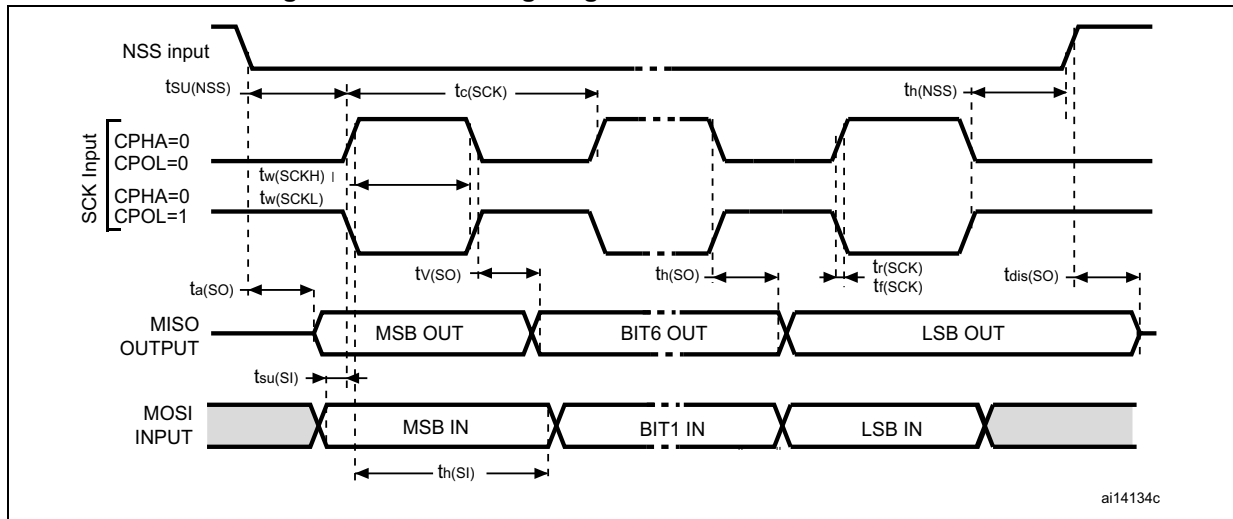 NSS input
tSU(NSS)
tc(SCK)
th(NSS)
SCK Input
CPHA=0
CPOL=0
tw(SCKH)
tw(SCKL)
CPHA=0
CPOL=1
tV(SO)
th(SO)
tr(SCK)
tf(SCK)
tdis(SO)
ta(SO)
MISO
OUTPUT
MSB OUT
BIT6 OUT
LSB OUT
tsu(SI)
MOSI
INPUT
MSB IN
BIT1 IN
LSB IN
th(SI)
ai14134c